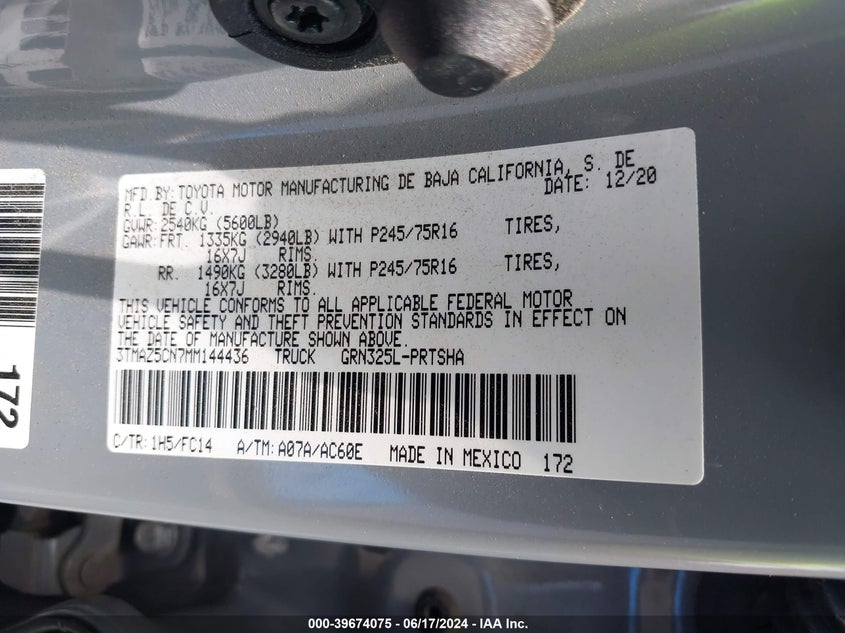 MFD.BY:TOYOTA MOTOR MANUFACTURING DE BAJA CALIFORNIA, S. DE
R.L. DE C.V. DATE: 12/20
GVWR:2540KG (5600LB)
GAWR:FRT. 1335KG (2940LB) WITH P245/75R16 TIRES,
16X7J RIMS.
RR. 1490KG (3280LB) WITH P245/75R16 TIRES,
16X7J RIMS.
THIS VEHICLE CONFORMS TO ALL APPLICABLE FEDERAL MOTOR
VEHICLE SAFETY AND THEFT PREVENTION STANDARDS IN EFFECT ON
THE DATE OF MANUFACTURE SHOWN ABOVE.
3TMAZ5CN7MM144436 TRUCK GRN325L-PRTSHA
C/TR:1H5/FC14 A/TM:A07A/AC60E MADE IN MEXICO 172
172
000-39674075 - 06/17/2024 - IAA Inc.